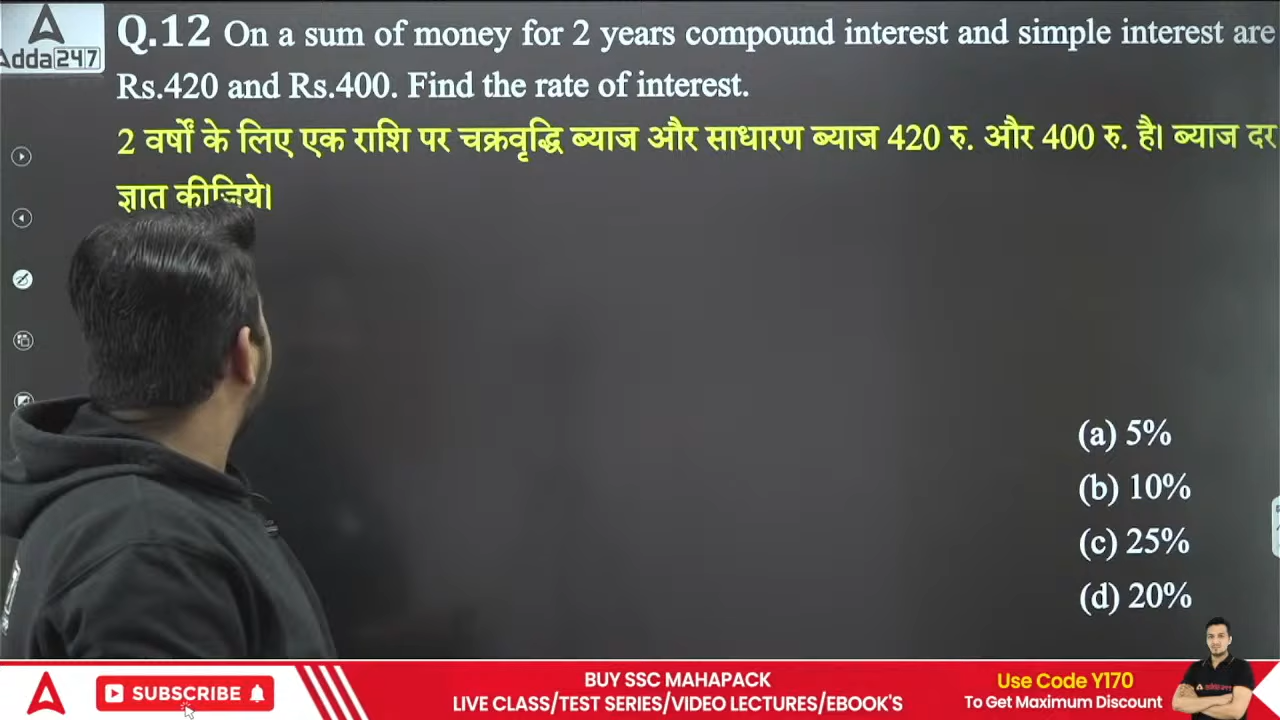 Adda 247
Q.12 On a sum of money for 2 years compound interest and simple interest are
Rs.420 and Rs.400. Find the rate of interest.
2 वर्षों के लिए एक राशि पर चक्रवृद्धि ब्याज और साधारण ब्याज 420 रु. और 400 रु. है। ब्याज दर
ज्ञात कीजिये।
(a) 5%
(b) 10%
(c) 25%
(d) 20%
SUBSCRIBE
BUY SSC MAHAPACK
LIVE CLASS/TEST SERIES/VIDEO LECTURES/EBOOK'S
Use Code Y170
To Get Maximum Discount